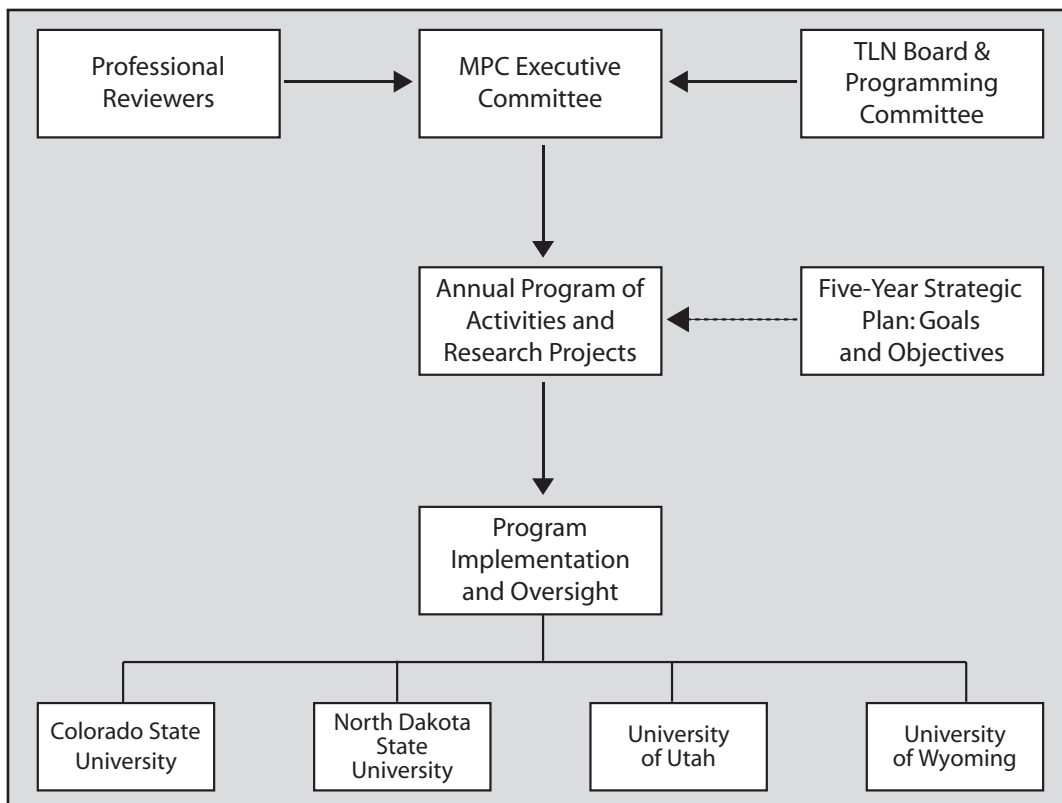 Professional
Reviewers
MPC Executive
Committee
TLN Board &
Programming
Committee
Annual Program of
Activities and
Research Projects
Five-Year Strategic
Plan: Goals
and Objectives
Program
Implementation
and Oversight
Colorado State
University
North Dakota
State
University
University
of Utah
University
of Wyoming